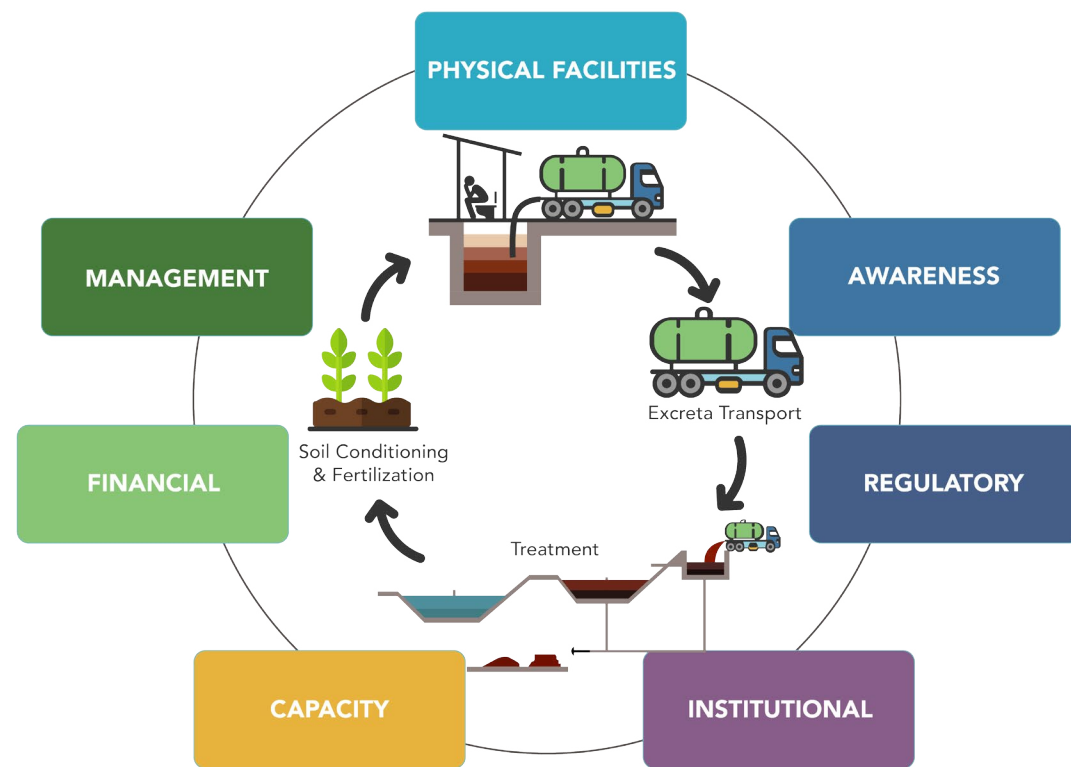 PHYSICAL FACILITIES
MANAGEMENT
AWARENESS
Excreta Transport
Soil Conditioning
& Fertilization
FINANCIAL
REGULATORY
Treatment
CAPACITY
INSTITUTIONAL